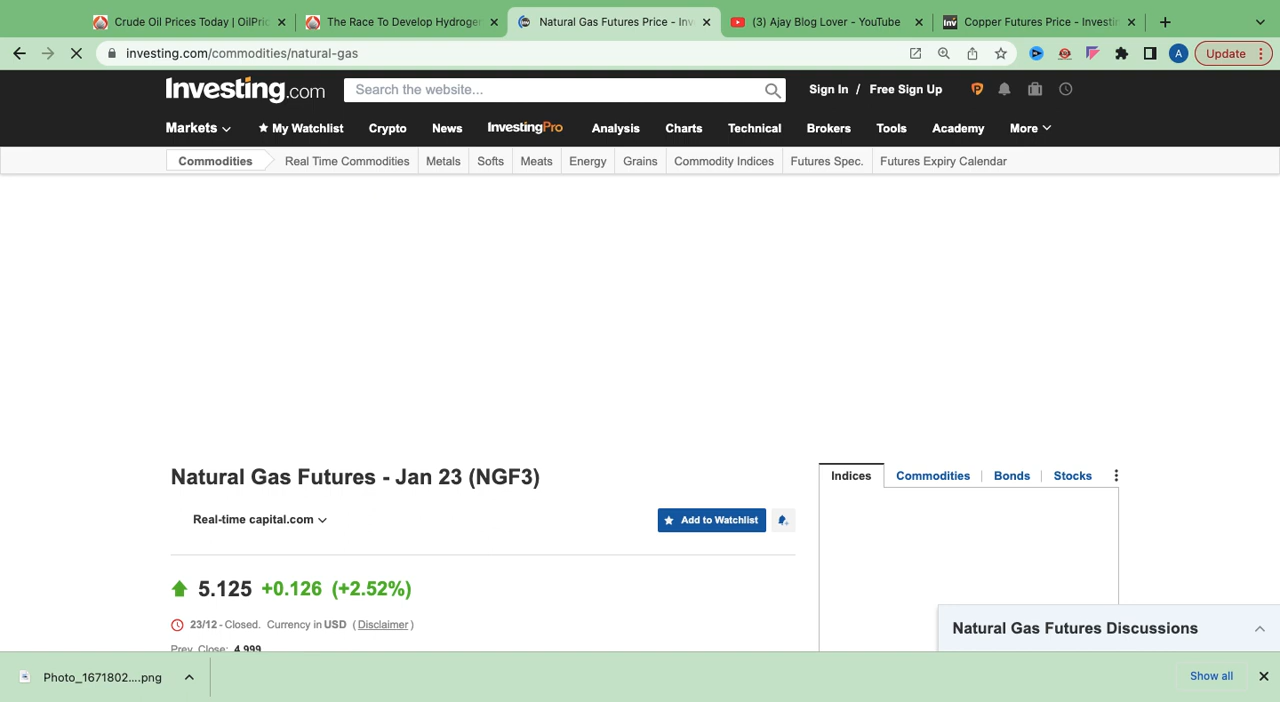 Crude Oil Prices Today | OilPric
The Race To Develop Hydrogen
Natural Gas Futures Price - Inv
(3) Ajay Blog Lover - YouTube
Copper Futures Price - Investin
investing.com/commodities/natural-gas
A
Update
Investing.com
Search the website...
Sign In / Free Sign Up
Markets
My Watchlist
Crypto
News
InvestingPro
Analysis
Charts
Technical
Brokers
Tools
Academy
More
Commodities
Real Time Commodities
Metals
Softs
Meats
Energy
Grains
Commodity Indices
Futures Spec.
Futures Expiry Calendar
Natural Gas Futures - Jan 23 (NGF3)
Indices
Commodities
Bonds
Stocks
Real-time capital.com
Add to Watchlist
5.125 +0.126 (+2.52%)
23/12 - Closed. Currency in USD ( Disclaimer )
Natural Gas Futures Discussions
Prev. Close: 4.999
Photo_1671802....png
Show all